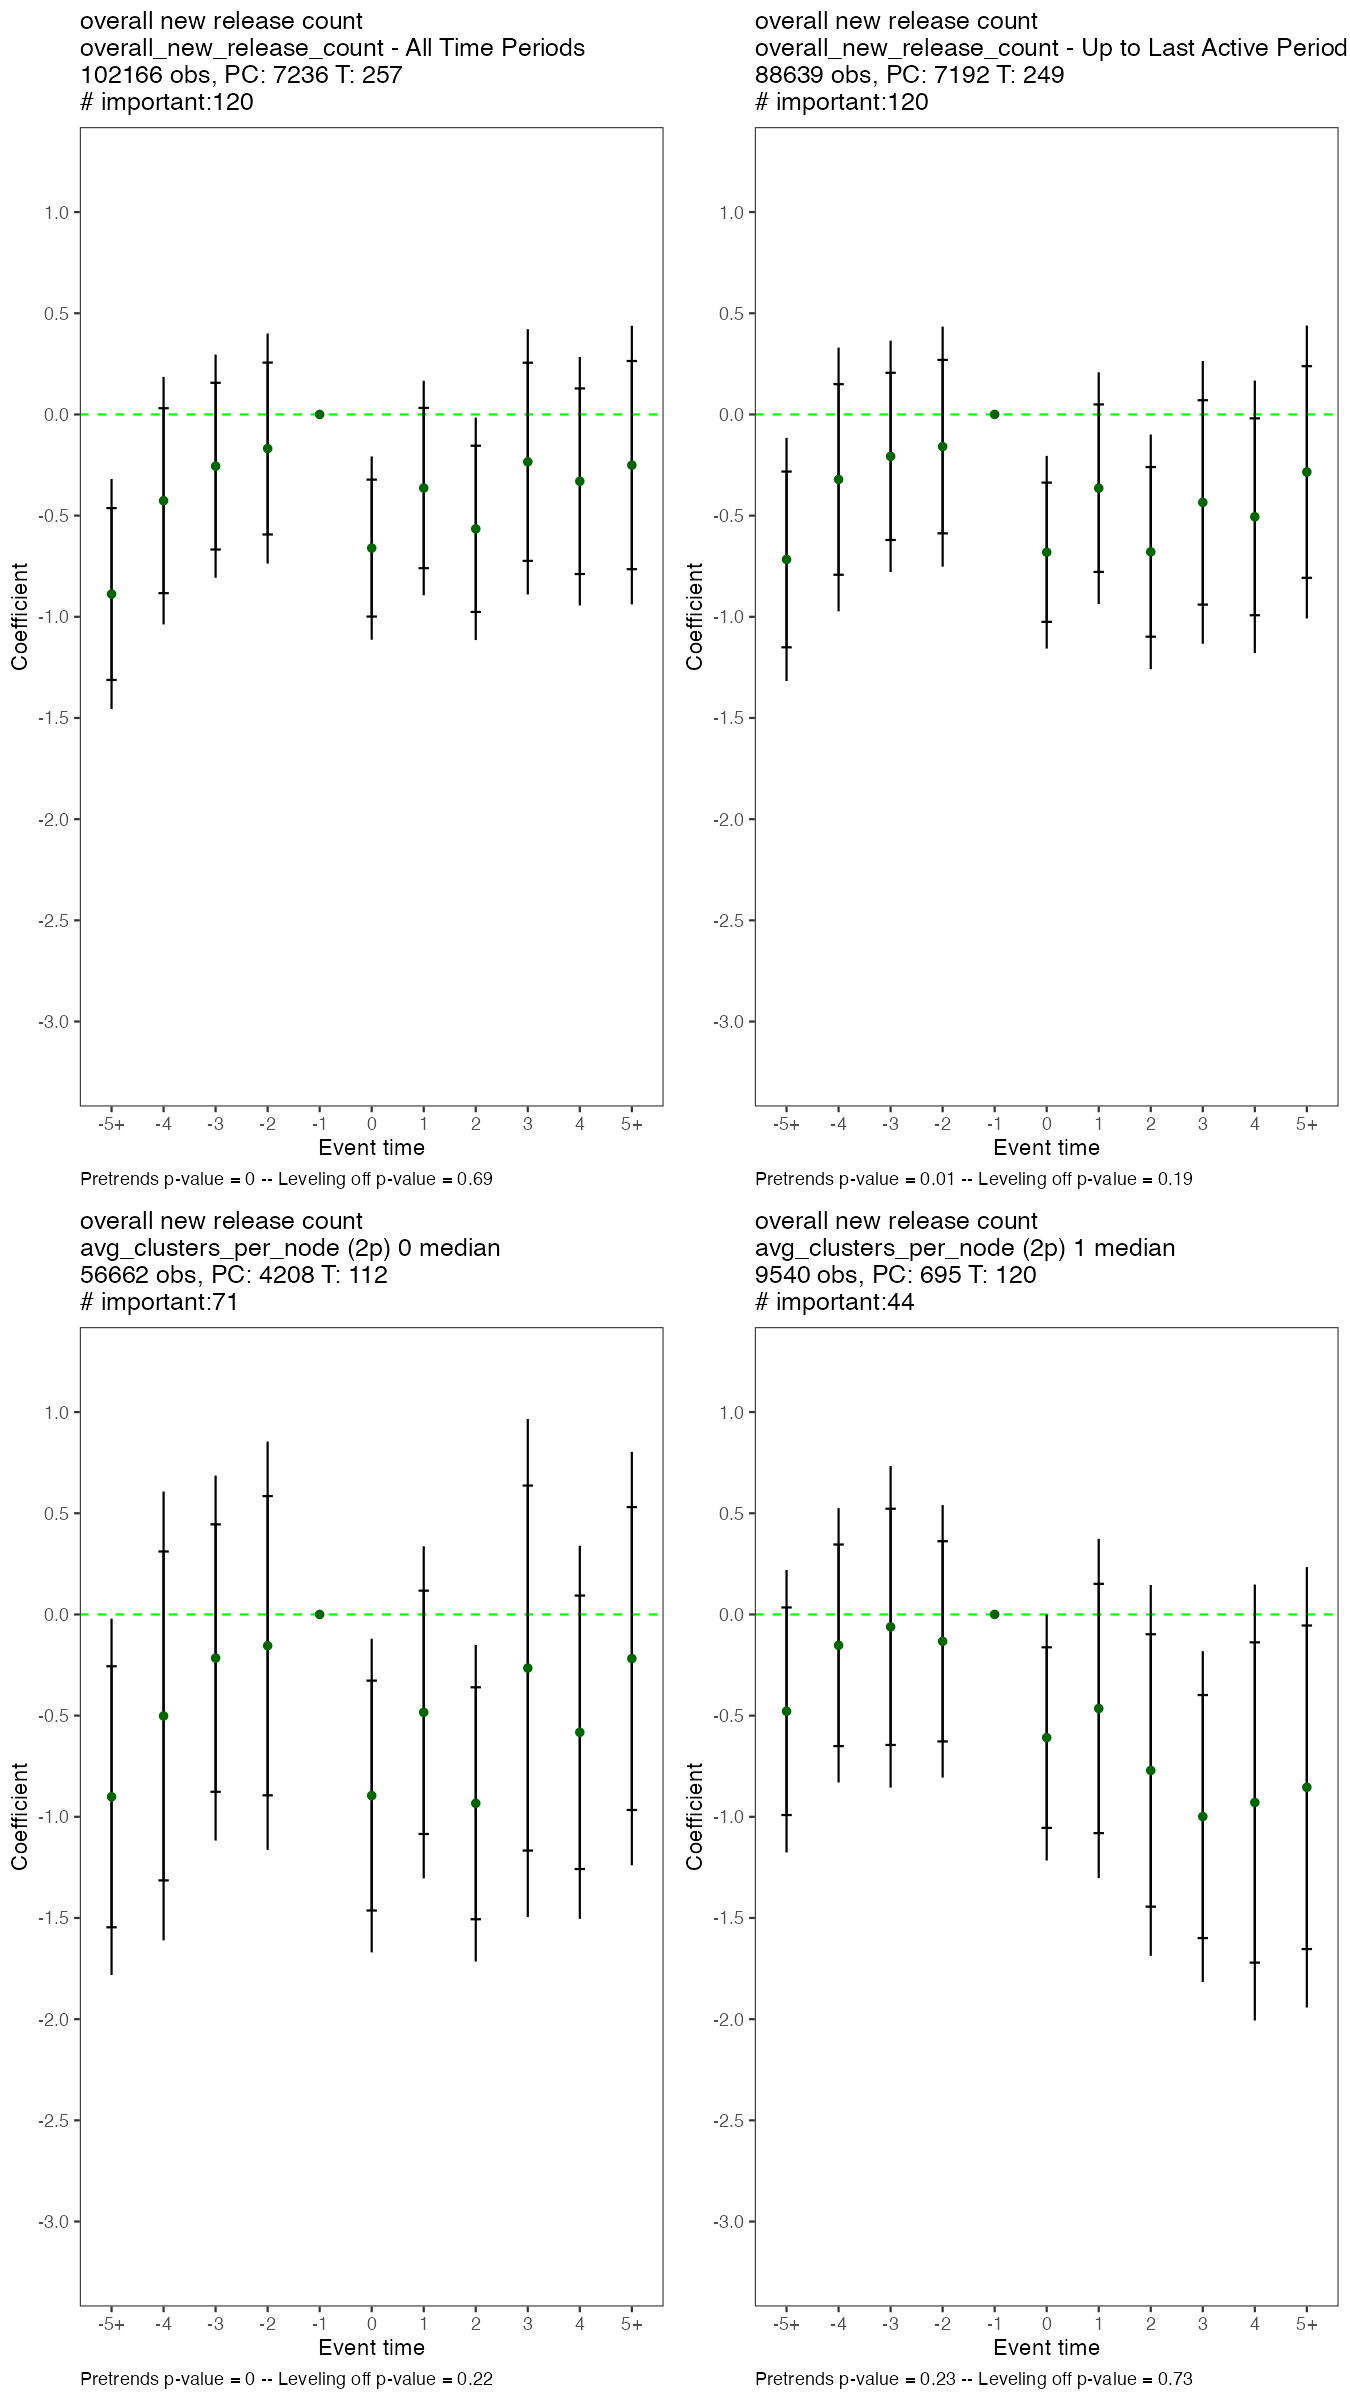 overall new release count
overall_new_release_count - All Time Periods
102166 obs, PC: 7236 T: 257
# important:120
1.0
0.5
0.0
-0.5
-1.0
-1.5
-2.0
-2.5
-3.0
Coefficient
-5+ -4 -3 -2 -1 0 1 2 3 4 5+
Event time
Pretrends p-value = 0 -- Leveling off p-value = 0.69
overall new release count
overall_new_release_count - Up to Last Active Period
88639 obs, PC: 7192 T: 249
# important:120
1.0
0.5
0.0
-0.5
-1.0
-1.5
-2.0
-2.5
-3.0
Coefficient
-5+ -4 -3 -2 -1 0 1 2 3 4 5+
Event time
Pretrends p-value = 0.01 -- Leveling off p-value = 0.19
overall new release count
avg_clusters_per_node (2p) 0 median
56662 obs, PC: 4208 T: 112
# important:71
1.0
0.5
0.0
-0.5
-1.0
-1.5
-2.0
-2.5
-3.0
Coefficient
-5+ -4 -3 -2 -1 0 1 2 3 4 5+
Event time
Pretrends p-value = 0 -- Leveling off p-value = 0.22
overall new release count
avg_clusters_per_node (2p) 1 median
9540 obs, PC: 695 T: 120
# important:44
1.0
0.5
0.0
-0.5
-1.0
-1.5
-2.0
-2.5
-3.0
Coefficient
-5+ -4 -3 -2 -1 0 1 2 3 4 5+
Event time
Pretrends p-value = 0.23 -- Leveling off p-value = 0.73